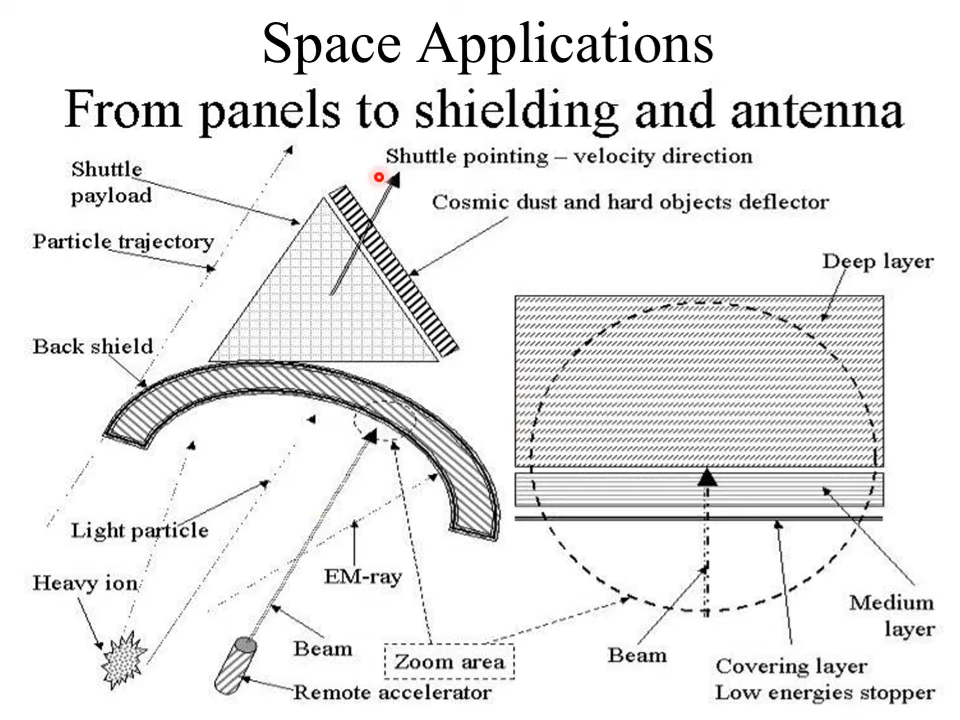 Space Applications
From panels to shielding and antenna
Shuttle pointing – velocity direction
Shuttle
payload
Cosmic dust and hard objects deflector
Particle trajectory
Deep layer
Back shield
Light particle
EM-ray
Heavy ion
Medium
layer
Beam
Zoom area
Beam
Covering layer
Low energies stopper
Remote accelerator